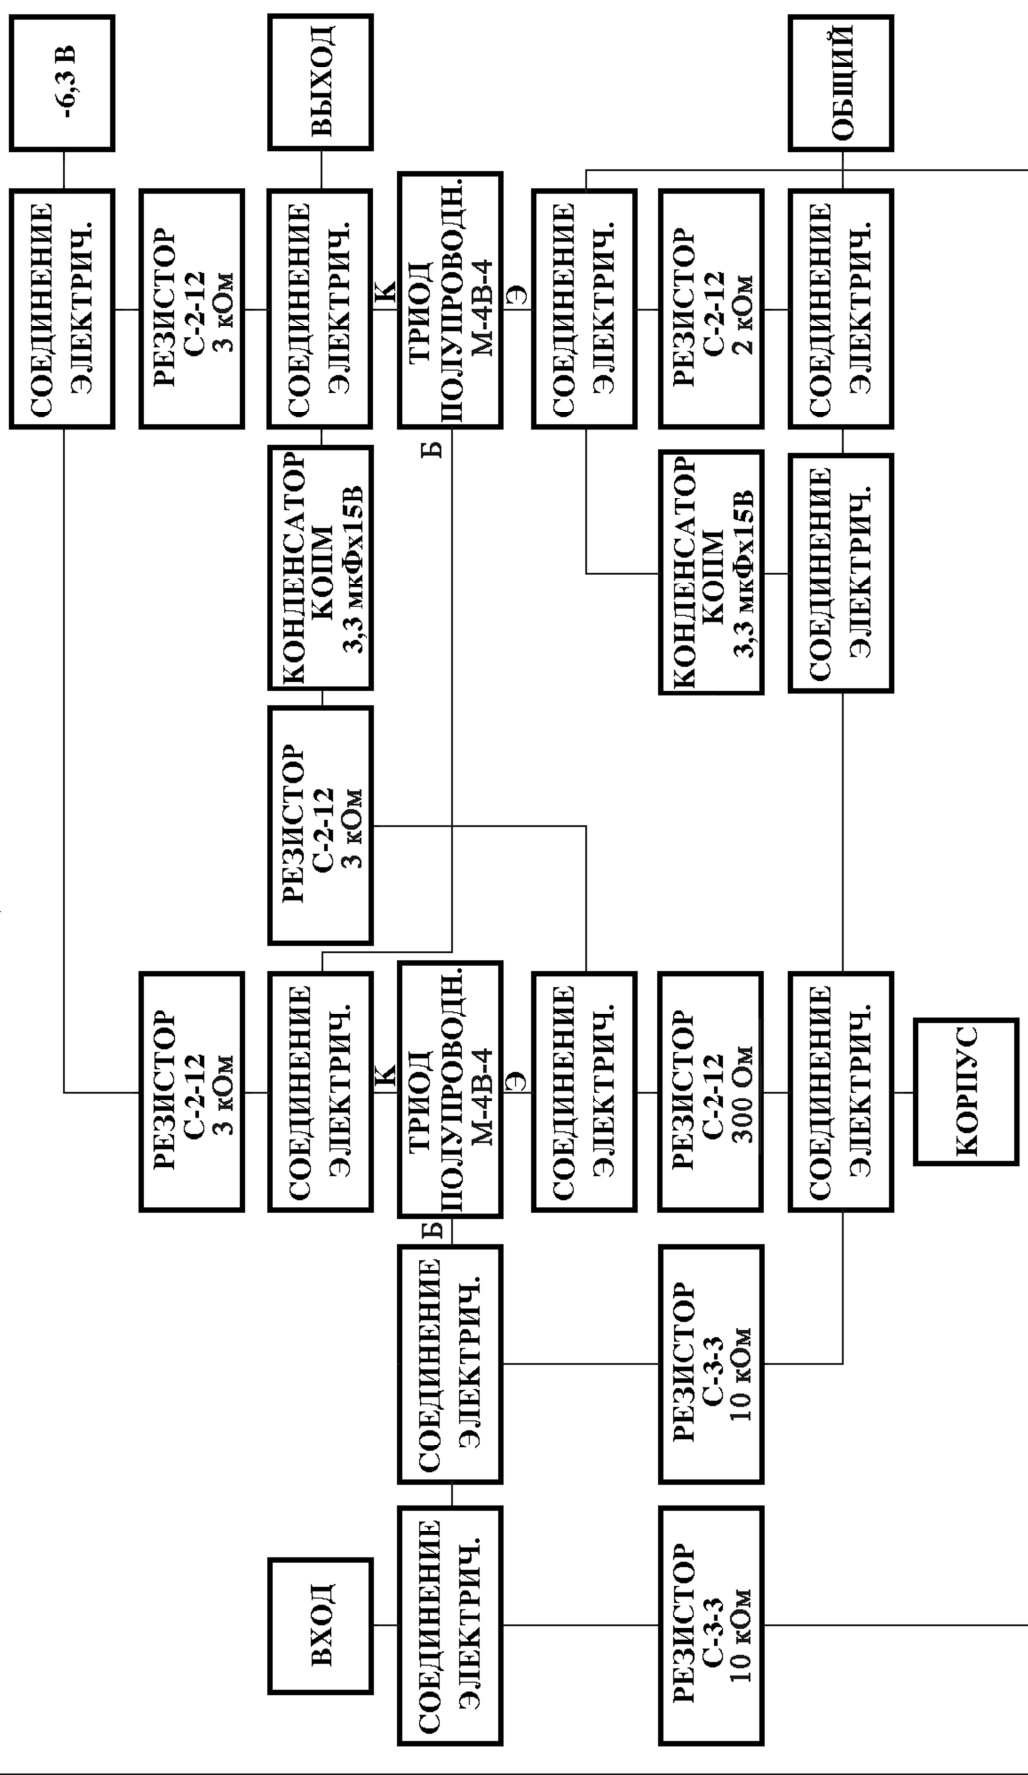 СОЕДИНЕНИЕ
ЭЛЕКТРИЧ.
-6,3 В
РЕЗИСТОР
С-2-12
3 кОм
РЕЗИСТОР
С-2-12
3 кОм
ВХОД
СОЕДИНЕНИЕ
ЭЛЕКТРИЧ.
РЕЗИСТОР
С-2-12
3 кОм
КОНДЕНСАТОР
КОПМ
3,3 мкФх15В
СОЕДИНЕНИЕ
ЭЛЕКТРИЧ.
ВЫХОД
К
К
СОЕДИНЕНИЕ
ЭЛЕКТРИЧ.
СОЕДИНЕНИЕ
ЭЛЕКТРИЧ.
Б
ТРИОД
ПОЛУПРОВОДН.
М-4В-4
Б
ТРИОД
ПОЛУПРОВОДН.
М-4В-4
Э
Э
СОЕДИНЕНИЕ
ЭЛЕКТРИЧ.
СОЕДИНЕНИЕ
ЭЛЕКТРИЧ.
РЕЗИСТОР
С-3-3
10 кОм
РЕЗИСТОР
С-3-3
10 кОм
РЕЗИСТОР
С-2-12
300 Ом
КОНДЕНСАТОР
КОПМ
3,3 мкФх15В
РЕЗИСТОР
С-2-12
2 кОм
СОЕДИНЕНИЕ
ЭЛЕКТРИЧ.
СОЕДИНЕНИЕ
ЭЛЕКТРИЧ.
СОЕДИНЕНИЕ
ЭЛЕКТРИЧ.
ОБЩИЙ
КОРПУС